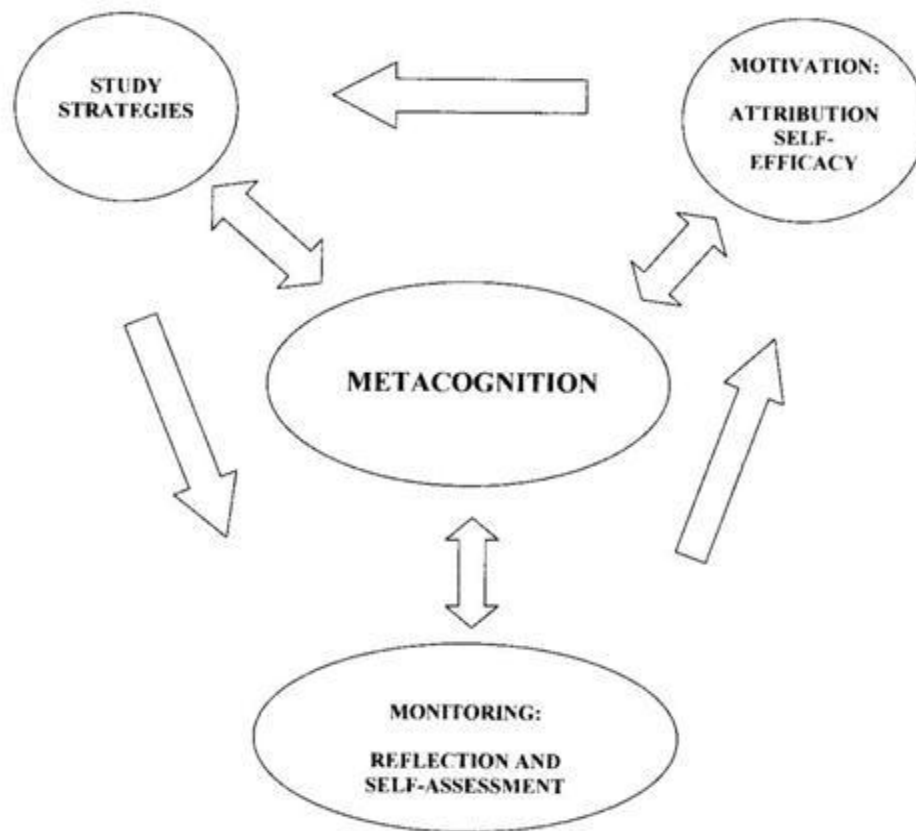 STUDY
STRATEGIES
MOTIVATION:
ATTRIBUTION
SELF-
EFFICACY
METACOGNITION
MONITORING:
REFLECTION AND
SELF-ASSESSMENT